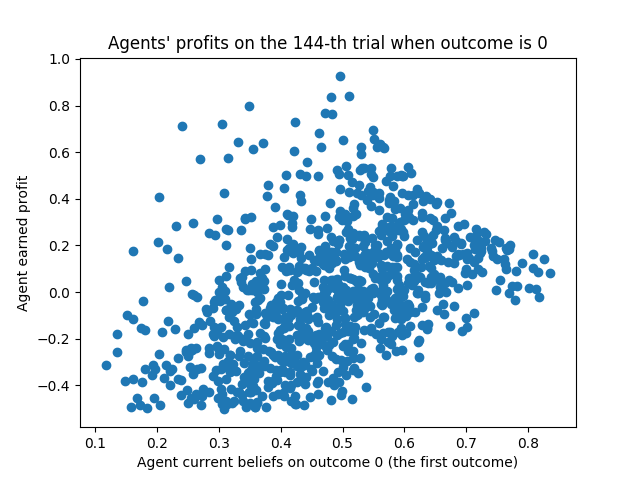 Agents' profits on the 144-th trial when outcome is 0
1.0
0.8
0.6
0.4
0.2
0.0
−0.2
−0.4
Agent earned profit
0.1 0.2 0.3 0.4 0.5 0.6 0.7 0.8
Agent current beliefs on outcome 0 (the first outcome)